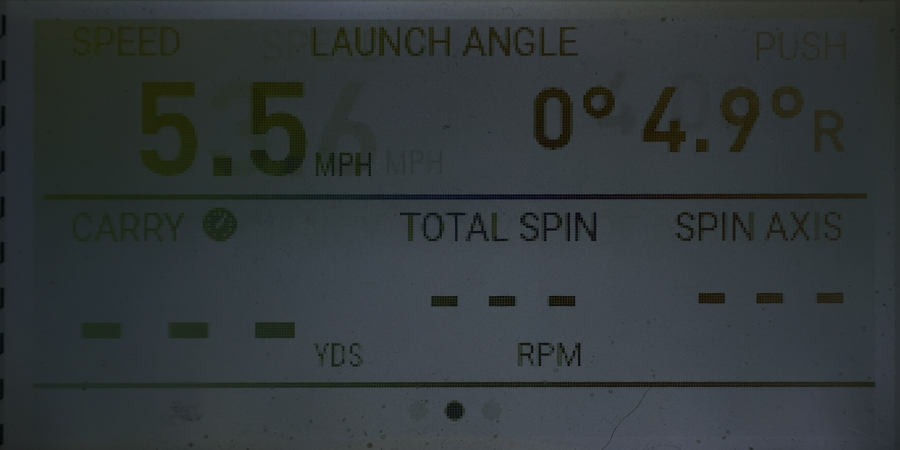 SPEED LAUNCH ANGLE PUSH
5.5 MPH 0° 4.9° R
CARRY TOTAL SPIN SPIN AXIS
--- YDS --- RPM ---